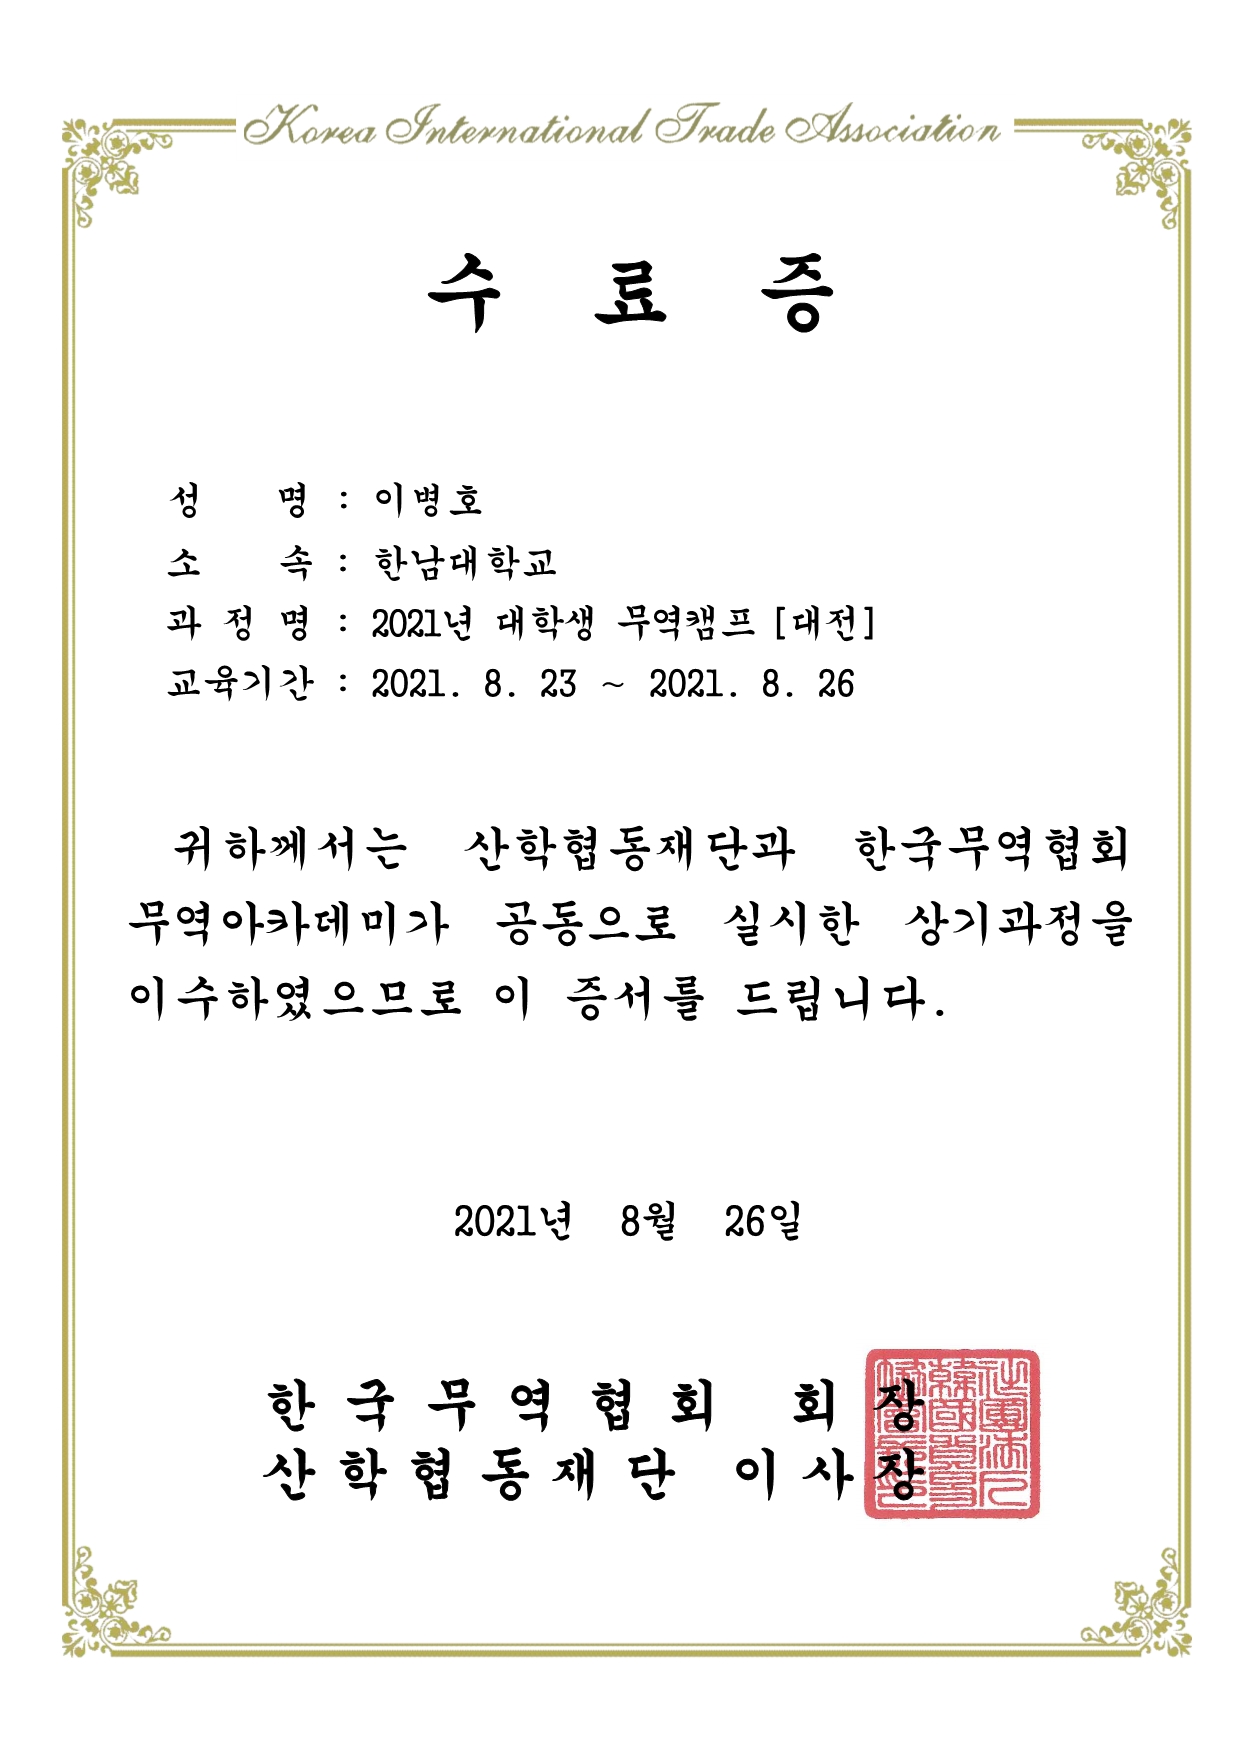 Korea International Trade Association
수 료 증
성 명 : 이병호
소 속 : 한남대학교
과 정 명 : 2021년 대학생 무역캠프 [대전]
교육기간 : 2021. 8. 23 ~ 2021. 8. 26
귀하께서는 산학협동재단과 한국무역협회
무역아카데미가 공동으로 실시한 상기과정을
이수하였으므로 이 증서를 드립니다.
2021년 8월 26일
한국무역협회 회장
산학협동재단 이사장